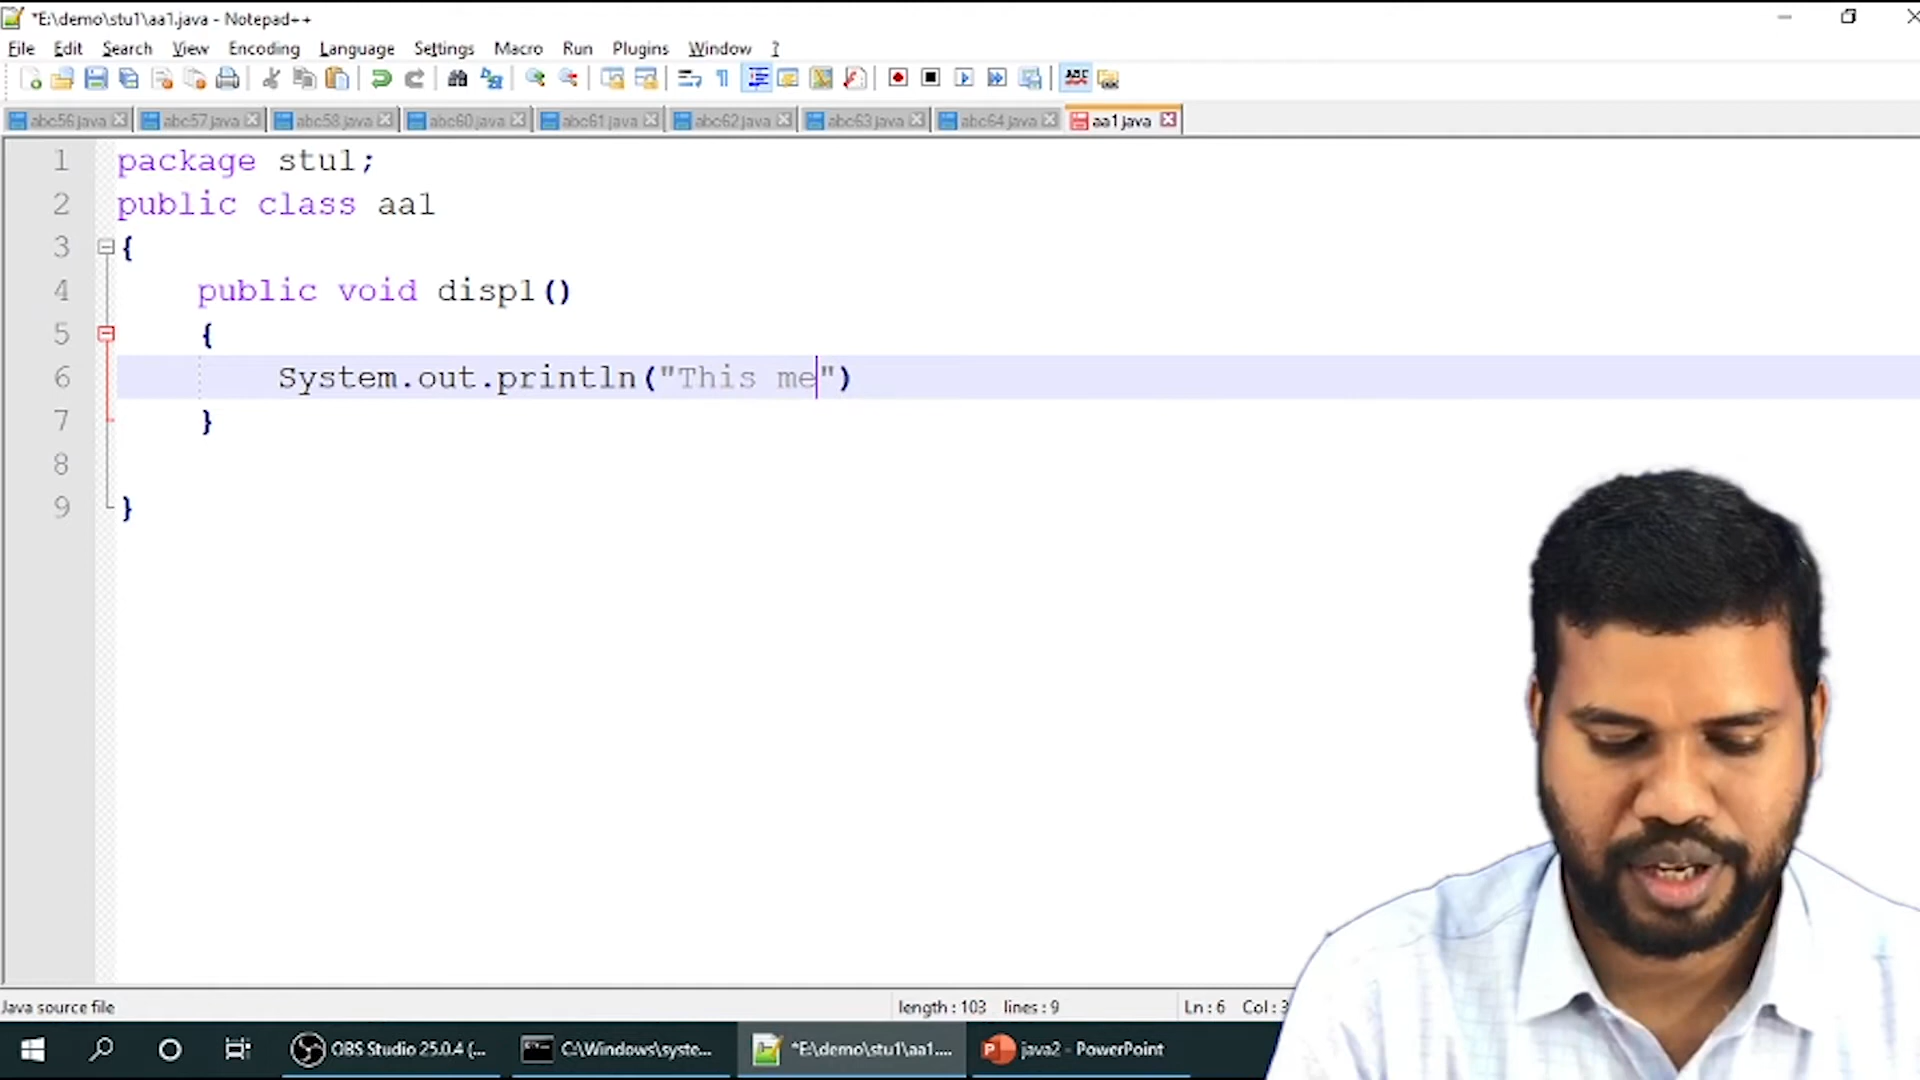 *E:\demo\stu1\aa1.java - Notepad++
File Edit Search View Encoding Language Settings Macro Run Plugins Window ?
abc56.java abc57.java abc58.java abc60.java abc61.java abc62.java abc63.java abc64.java aa1.java
1 package stu1;
2 public class aa1
3 {
4 public void disp1()
5 {
6 System.out.println("This me")
7 }
8
9 }
Java source file length : 103 lines : 9 Ln : 6 Col : 3
OBS Studio 25.0.4 (... C:\Windows\syste... *E:\demo\stu1\aa1.... java2 - PowerPoint